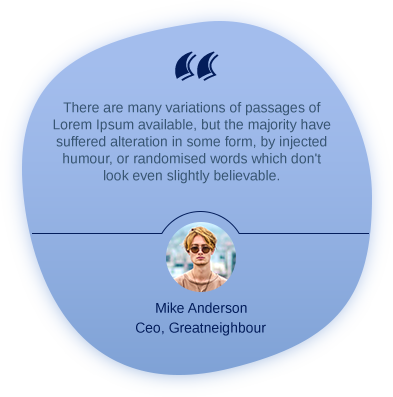 There are many variations of passages of
Lorem Ipsum available, but the majority have
suffered alteration in some form, by injected
humour, or randomised words which don't
look even slightly believable.
Mike Anderson
Ceo, Greatneighbour